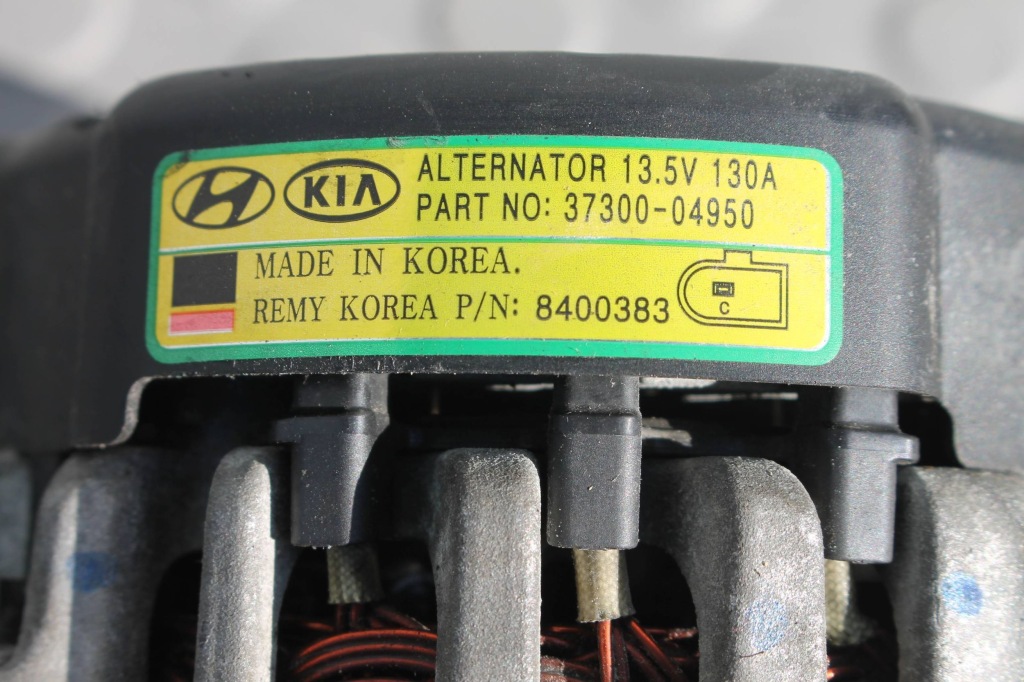 KIA
ALTERNATOR 13.5V 130A
PART NO: 37300-04950
MADE IN KOREA.
REMY KOREA P/N: 8400383
C